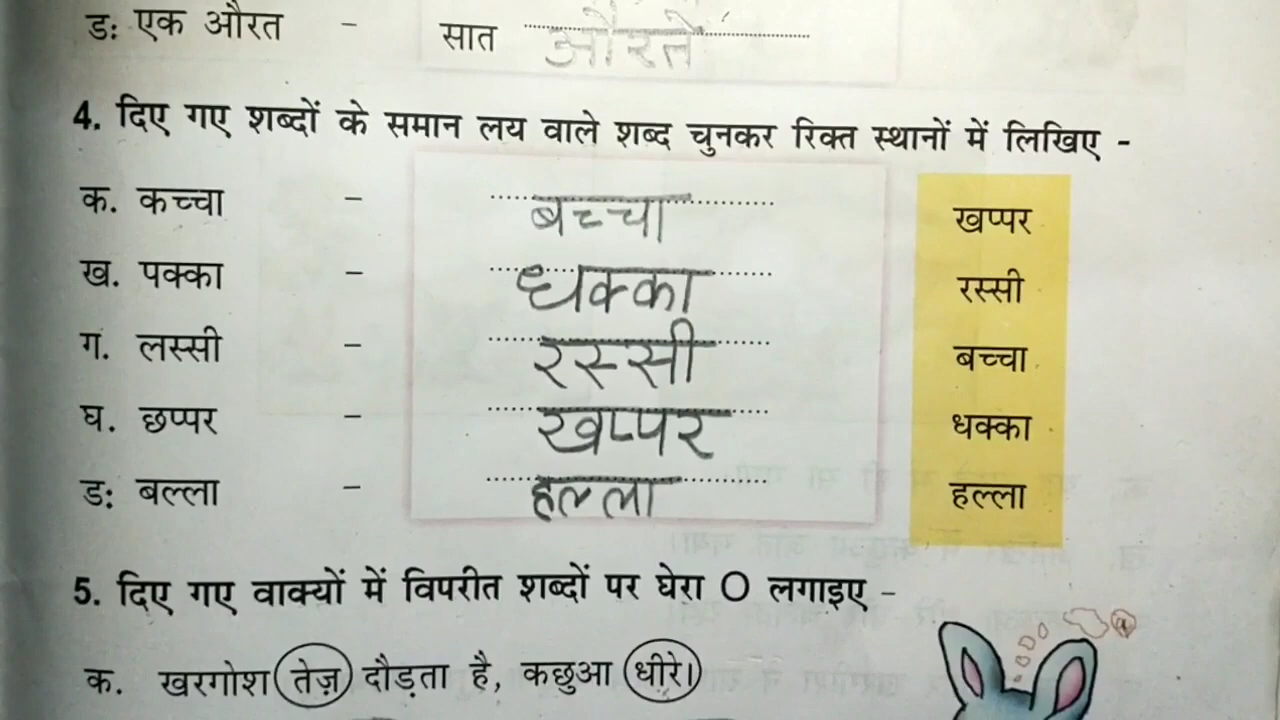 ड: एक औरत - सात औरतें
4. दिए गए शब्दों के समान लय वाले शब्द चुनकर रिक्त स्थानों में लिखिए -
क. कच्चा - बच्चा खप्पर
ख. पक्का - धक्का रस्सी
ग. लस्सी - रस्सी बच्चा
घ. छप्पर - खप्पर धक्का
ड: बल्ला - हल्ला हल्ला
5. दिए गए वाक्यों में विपरीत शब्दों पर घेरा O लगाइए -
क. खरगोश तेज़ दौड़ता है, कछुआ धीरे।